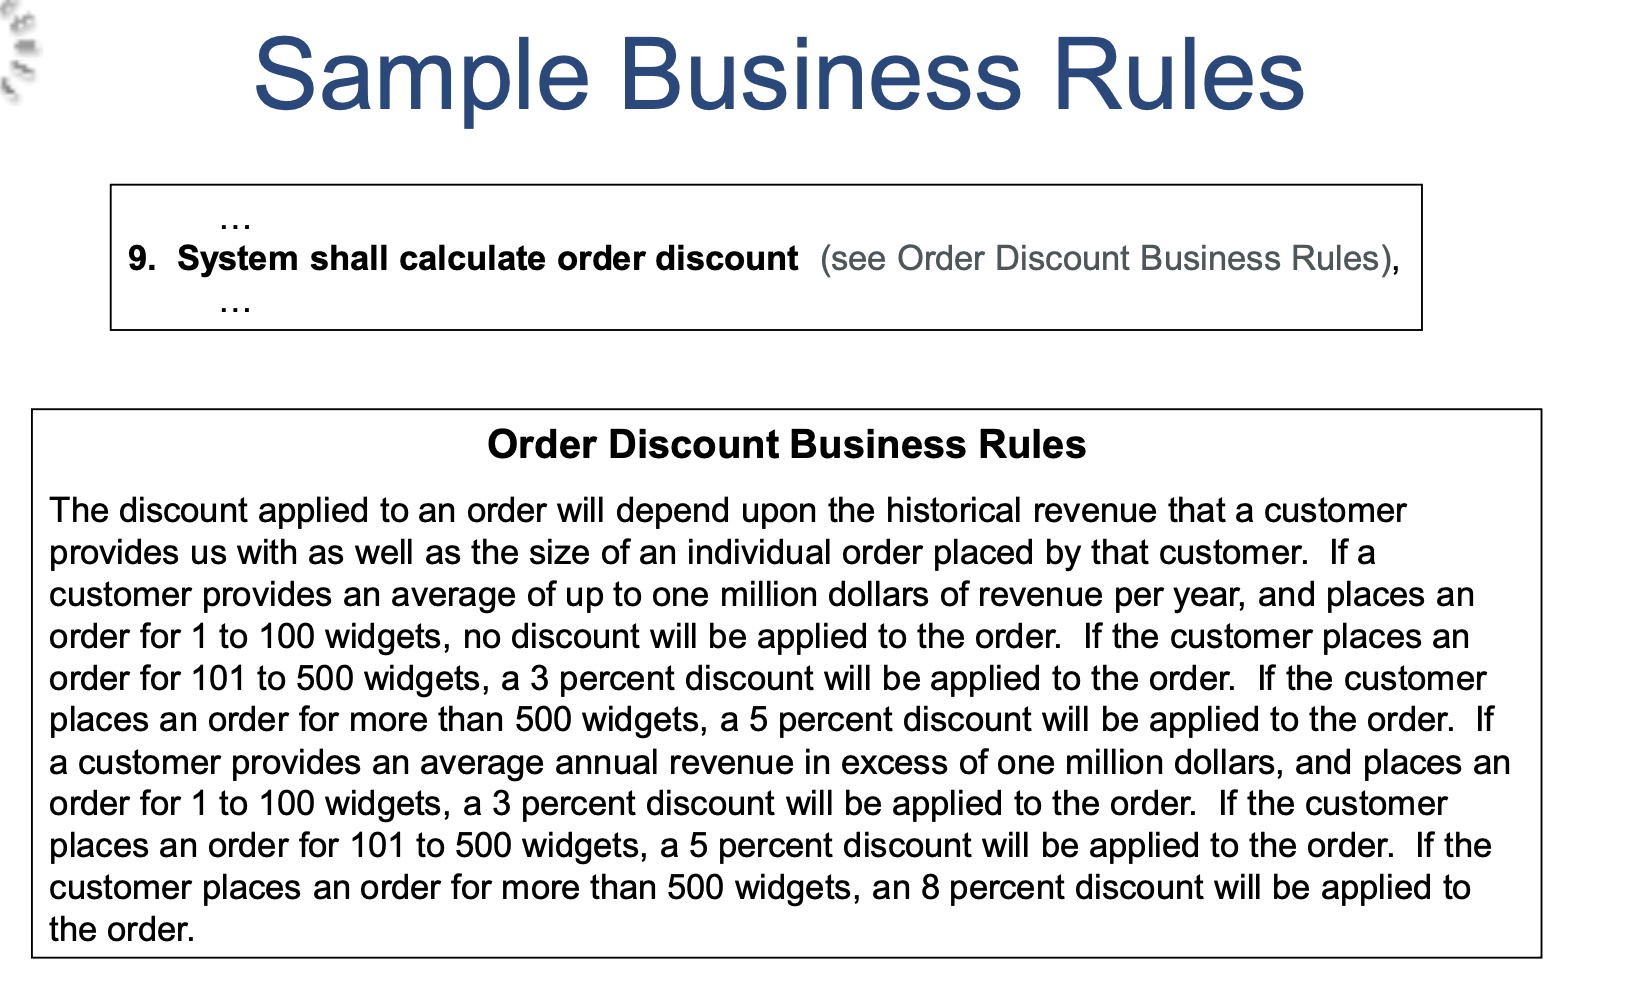 Sample Business Rules
...
9. System shall calculate order discount (see Order Discount Business Rules),
...
Order Discount Business Rules
The discount applied to an order will depend upon the historical revenue that a customer
provides us with as well as the size of an individual order placed by that customer. If a
customer provides an average of up to one million dollars of revenue per year, and places an
order for 1 to 100 widgets, no discount will be applied to the order. If the customer places an
order for 101 to 500 widgets, a 3 percent discount will be applied to the order. If the customer
places an order for more than 500 widgets, a 5 percent discount will be applied to the order. If
a customer provides an average annual revenue in excess of one million dollars, and places an
order for 1 to 100 widgets, a 3 percent discount will be applied to the order. If the customer
places an order for 101 to 500 widgets, a 5 percent discount will be applied to the order. If the
customer places an order for more than 500 widgets, an 8 percent discount will be applied to
the order.